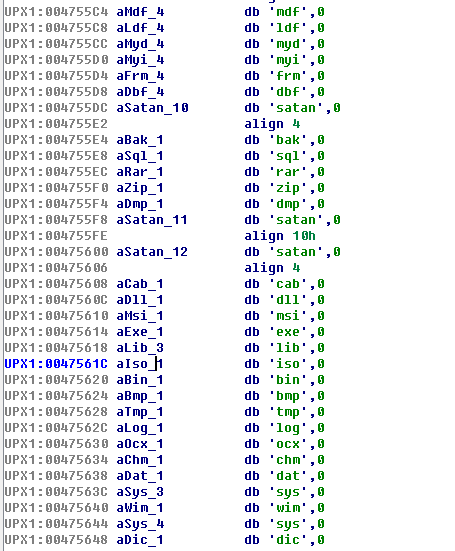 UPX1:004755C4 aMdf_4 db 'mdf',0
UPX1:004755C8 aLdf_4 db 'ldf',0
UPX1:004755CC aMyd_4 db 'myd',0
UPX1:004755D0 aMyi_4 db 'myi',0
UPX1:004755D4 aFrm_4 db 'frm',0
UPX1:004755D8 aDbf_4 db 'dbf',0
UPX1:004755DC aSatan_10 db 'satan',0
UPX1:004755E2 align 4
UPX1:004755E4 aBak_1 db 'bak',0
UPX1:004755E8 aSql_1 db 'sql',0
UPX1:004755EC aRar_1 db 'rar',0
UPX1:004755F0 aZip_1 db 'zip',0
UPX1:004755F4 aDmp_1 db 'dmp',0
UPX1:004755F8 aSatan_11 db 'satan',0
UPX1:004755FE align 10h
UPX1:00475600 aSatan_12 db 'satan',0
UPX1:00475606 align 4
UPX1:00475608 aCab_1 db 'cab',0
UPX1:0047560C aDll_1 db 'dll',0
UPX1:00475610 aMsi_1 db 'msi',0
UPX1:00475614 aExe_1 db 'exe',0
UPX1:00475618 aLib_3 db 'lib',0
UPX1:0047561C aIso_1 db 'iso',0
UPX1:00475620 aBin_1 db 'bin',0
UPX1:00475624 aBmp_1 db 'bmp',0
UPX1:00475628 aTmp_1 db 'tmp',0
UPX1:0047562C aLog_1 db 'log',0
UPX1:00475630 aOcx_1 db 'ocx',0
UPX1:00475634 aChm_1 db 'chm',0
UPX1:00475638 aDat_1 db 'dat',0
UPX1:0047563C aSys_3 db 'sys',0
UPX1:00475640 aWim_1 db 'wim',0
UPX1:00475644 aSys_4 db 'sys',0
UPX1:00475648 aDic_1 db 'dic',0